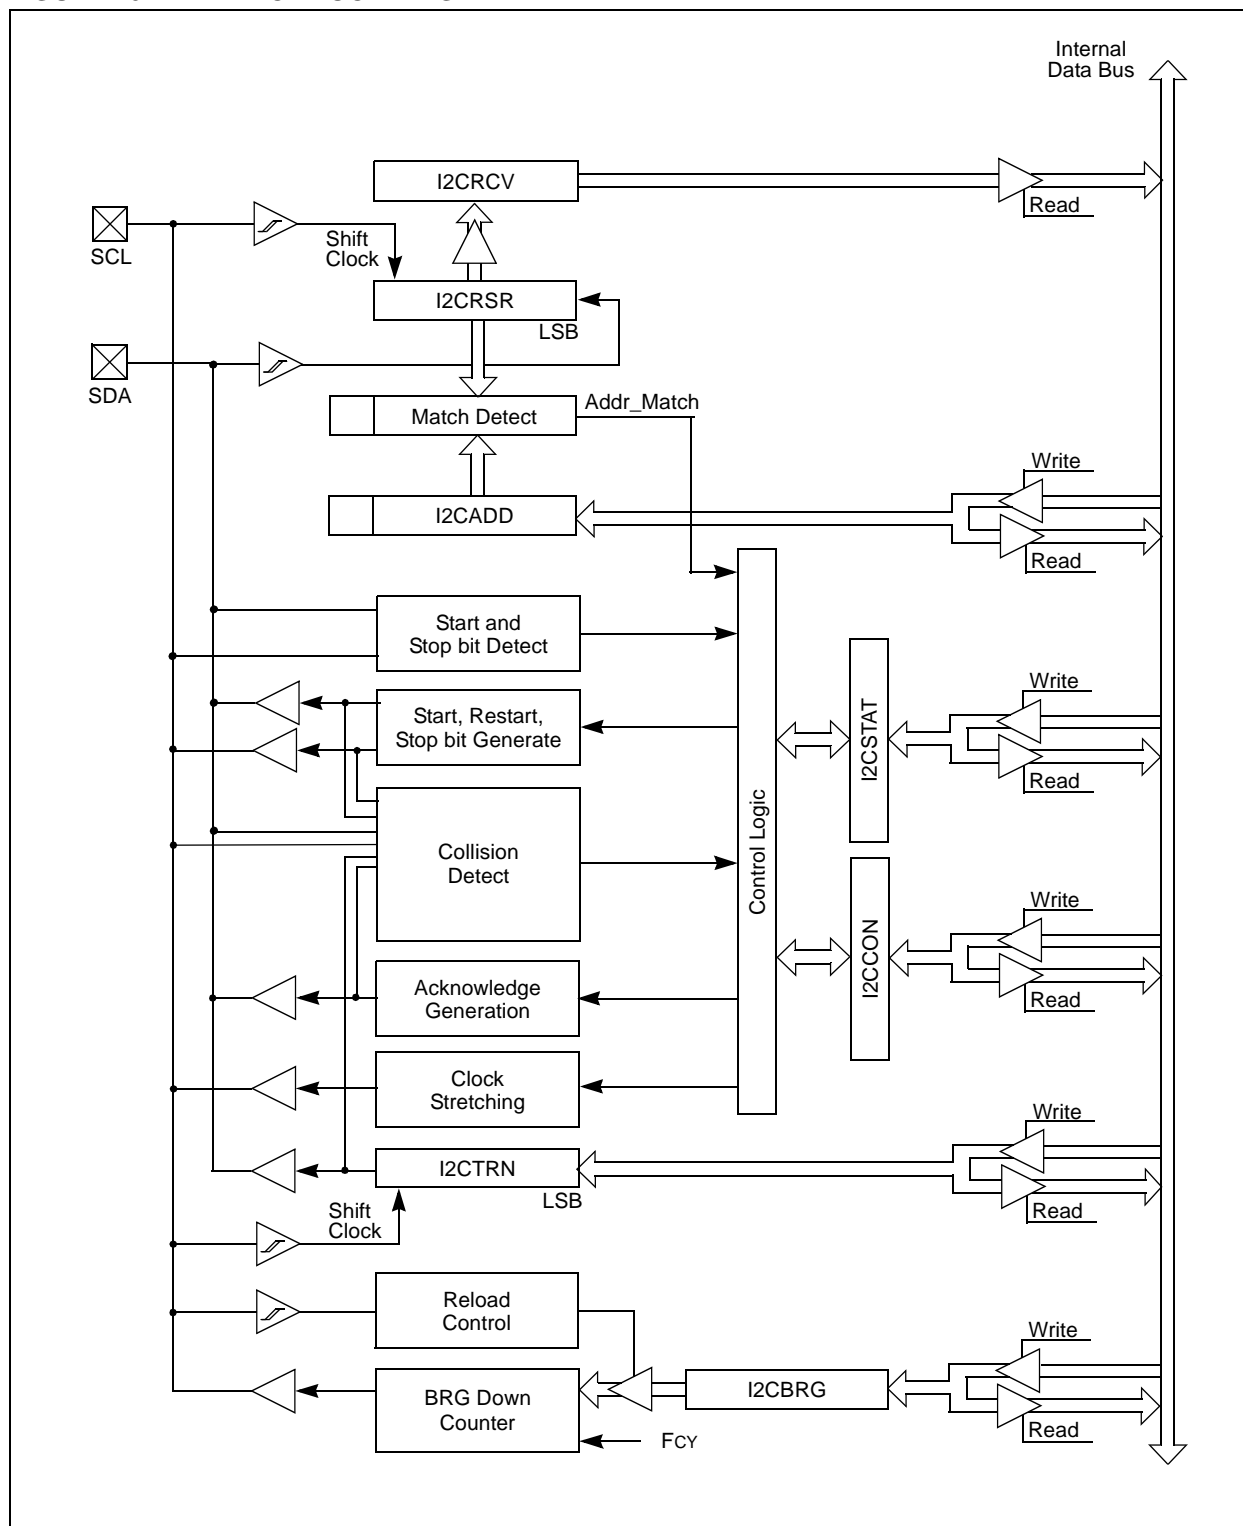 Internal
Data Bus
I2CRCV
Read
SCL
Shift
Clock
I2CRSR
LSB
SDA
Match Detect
Addr_Match
Write
I2CADD
Read
Start and
Stop bit Detect
Write
Start, Restart,
Stop bit Generate
I2CSTAT
Read
Control Logic
Collision
Detect
Write
I2CCON
Read
Acknowledge
Generation
Clock
Stretching
Write
I2CTRN
LSB
Read
Shift
Clock
Reload
Control
Write
I2CBRG
BRG Down
Counter
Read
FCY